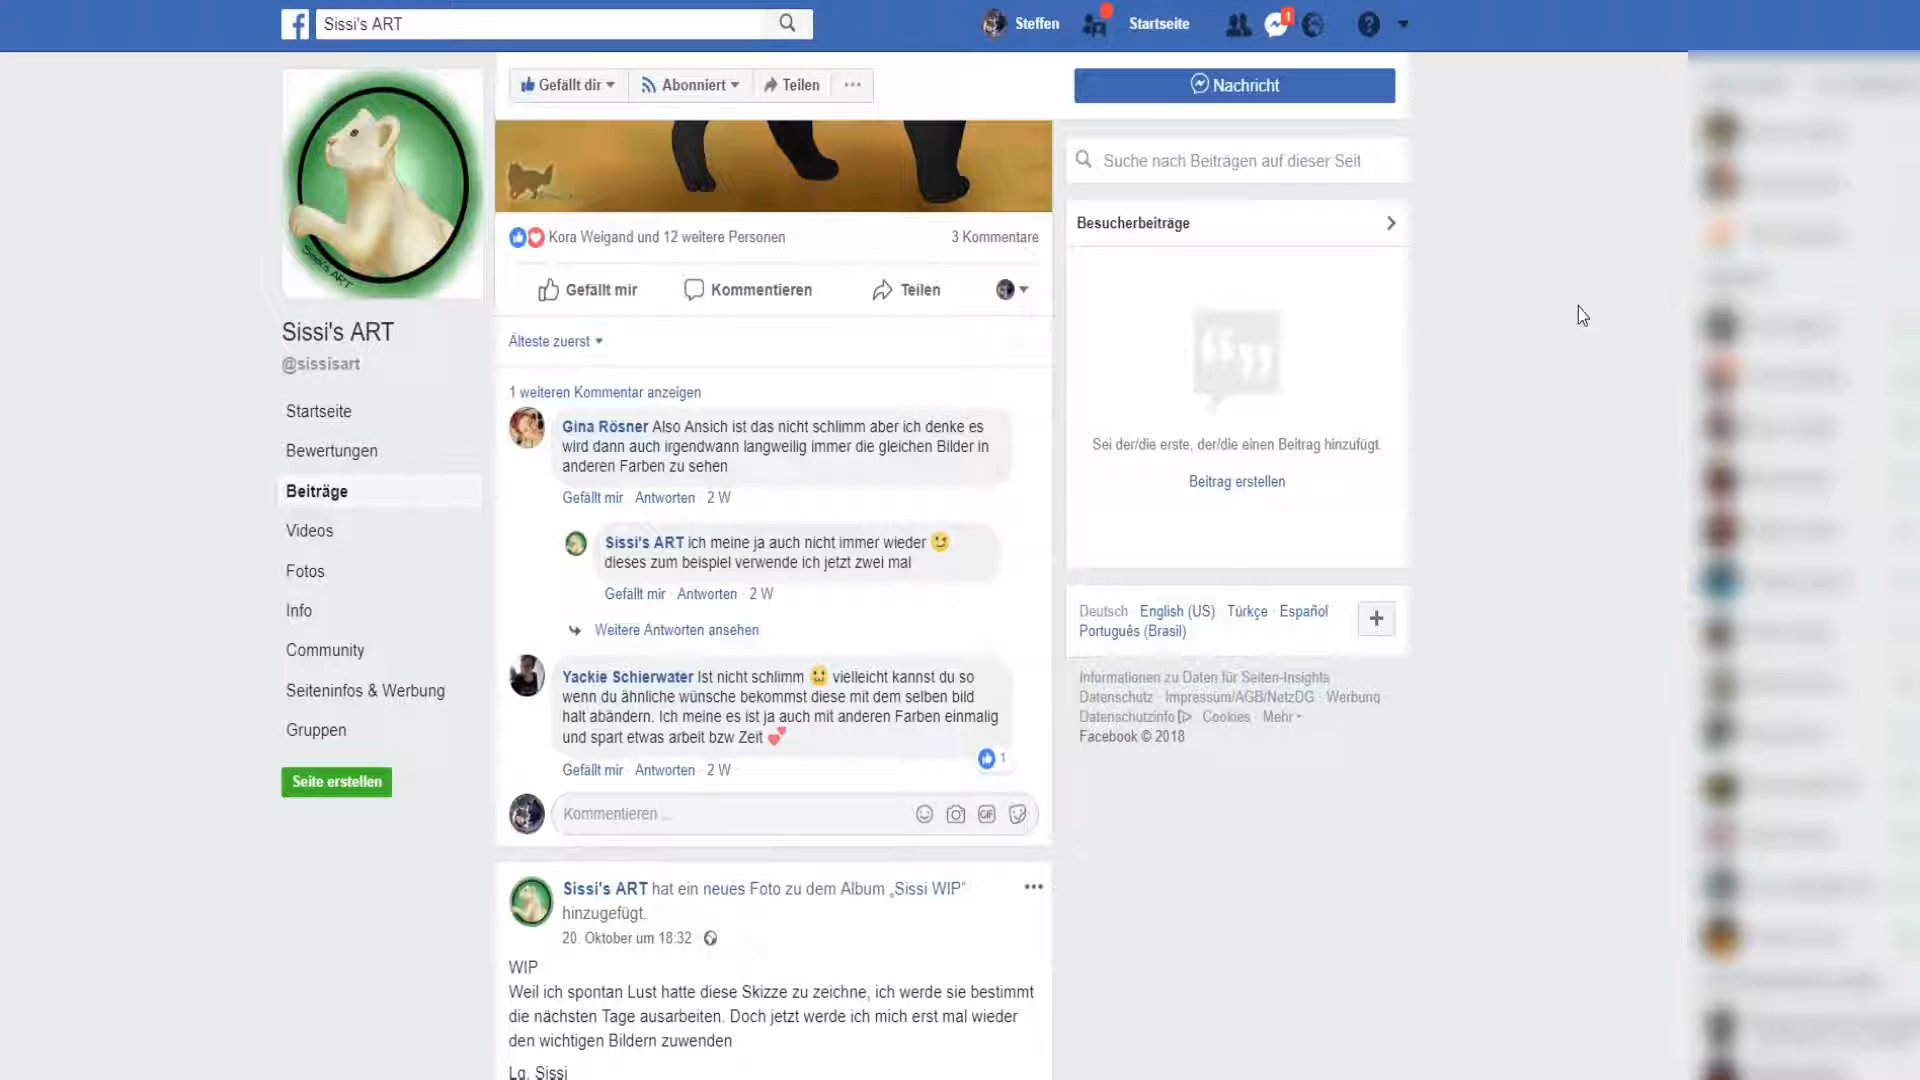 Sissi's ART
Steffen
Startseite
1
Gefällt dir
Abonniert
Teilen
Nachricht
Sissi's ART
Sissi's ART
@sissisart
Startseite
Bewertungen
Beiträge
Videos
Fotos
Info
Community
Seiteninfos & Werbung
Gruppen
Seite erstellen
Kora Weigand und 12 weitere Personen
3 Kommentare
Gefällt mir
Kommentieren
Teilen
Älteste zuerst
1 weiteren Kommentar anzeigen
Gina Rösner Also Ansich ist das nicht schlimm aber ich denke es
wird dann auch irgendwann langweilig immer die gleichen Bilder in
anderen Farben zu sehen
Gefällt mir · Antworten · 2 W
Sissi's ART ich meine ja auch nicht immer wieder
dieses zum beispiel verwende ich jetzt zwei mal
Gefällt mir · Antworten · 2 W
Weitere Antworten ansehen
Yackie Schierwater Ist nicht schlimm vielleicht kannst du so
wenn du ähnliche wünsche bekommst diese mit dem selben bild
halt abändern. Ich meine es ist ja auch mit anderen Farben einmalig
und spart etwas arbeit bzw Zeit
1
Gefällt mir · Antworten · 2 W
Kommentieren ...
GIF
Sissi's ART hat ein neues Foto zu dem Album „Sissi WIP"
hinzugefügt.
20. Oktober um 18:32
WIP
Weil ich spontan Lust hatte diese Skizze zu zeichne, ich werde sie bestimmt
die nächsten Tage ausarbeiten. Doch jetzt werde ich mich erst mal wieder
den wichtigen Bildern zuwenden
Lg. Sissi
Suche nach Beiträgen auf dieser Seit
Besucherbeiträge
Sei der/die erste, der/die einen Beitrag hinzufügt.
Beitrag erstellen
Deutsch · English (US) · Türkçe · Español ·
Português (Brasil)
Informationen zu Daten für Seiten-Insights ·
Datenschutz · Impressum/AGB/NetzDG · Werbung ·
Datenschutzinfo · Cookies · Mehr
Facebook © 2018